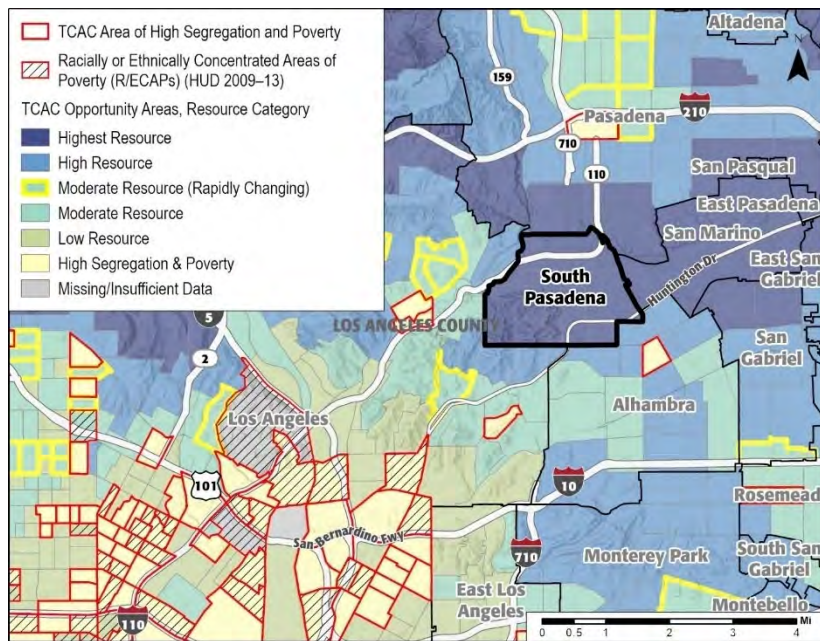 TCAC Area of High Segregation and Poverty
Racially or Ethnically Concentrated Areas of
Poverty (R/ECAPs) (HUD 2009–13)
TCAC Opportunity Areas, Resource Category
Highest Resource
High Resource
Moderate Resource (Rapidly Changing)
Moderate Resource
Low Resource
High Segregation & Poverty
Missing/Insufficient Data
Altadena
N
159
Pasadena
210
710
110
San Pasqual
East Pasadena
San Marino
South
Pasadena
Huntington Dr
East San
Gabriel
5
LOS ANGELES COUNTY
2
San
Gabriel
Los Angeles
Alhambra
101
10
Rosemead
San Bernardino Fwy
710
Monterey Park
South San
Gabriel
East Los
Angeles
Montebello
110
Mi
0 0.5 1 2 3 4